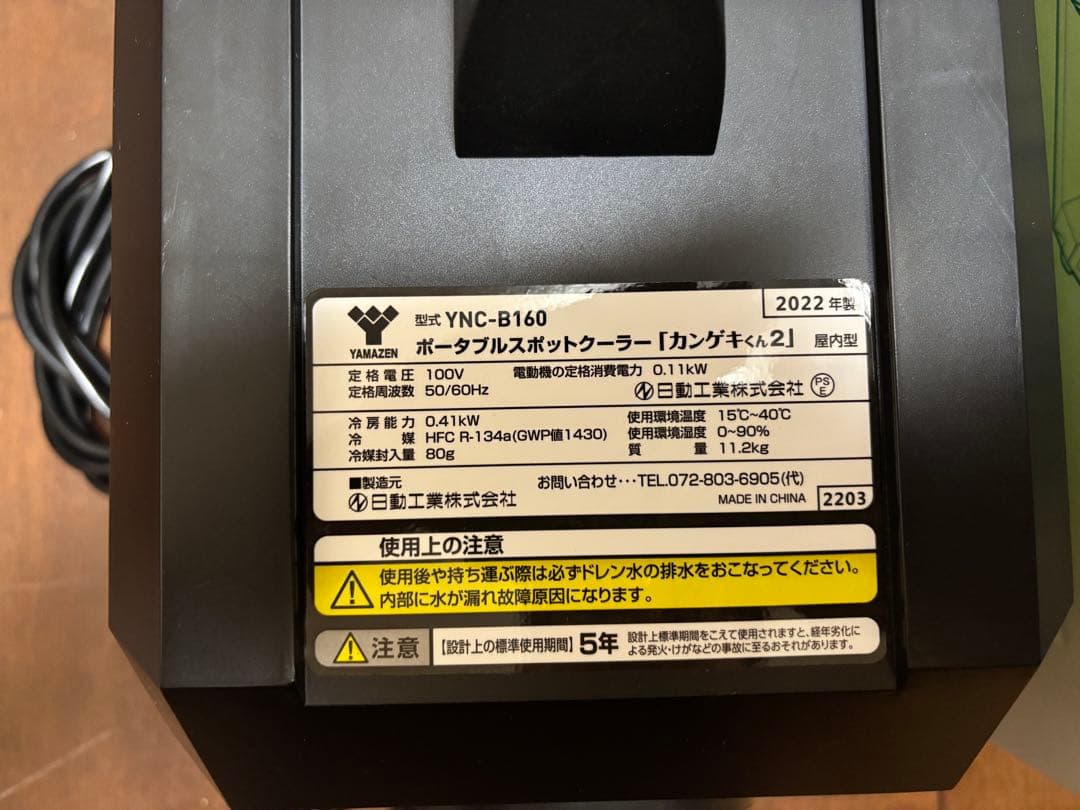 2022年製
YAMAZEN
型式 YNC-B160
ポータブルスポットクーラー「カンゲキくん2」 屋内型
定格電圧 100V 電動機の定格消費電力 0.11kW
定格周波数 50/60Hz 日動工業株式会社 PSE
冷房能力 0.41kW 使用環境温度 15℃~40℃
冷媒 HFC R-134a(GWP値1430) 使用環境湿度 0~90%
冷媒封入量 80g 質量 11.2kg
■製造元 お問い合わせ･･･TEL.072-803-6905(代)
日動工業株式会社 MADE IN CHINA 2203
使用上の注意
使用後や持ち運ぶ際は必ずドレン水の排水をおこなってください。
内部に水が漏れ故障原因になります。
注意 【設計上の標準使用期間】 5年 設計上標準期間をこえて使用されますと、経年劣化に
よる発火・けがなどの事故に至るおそれがあります。